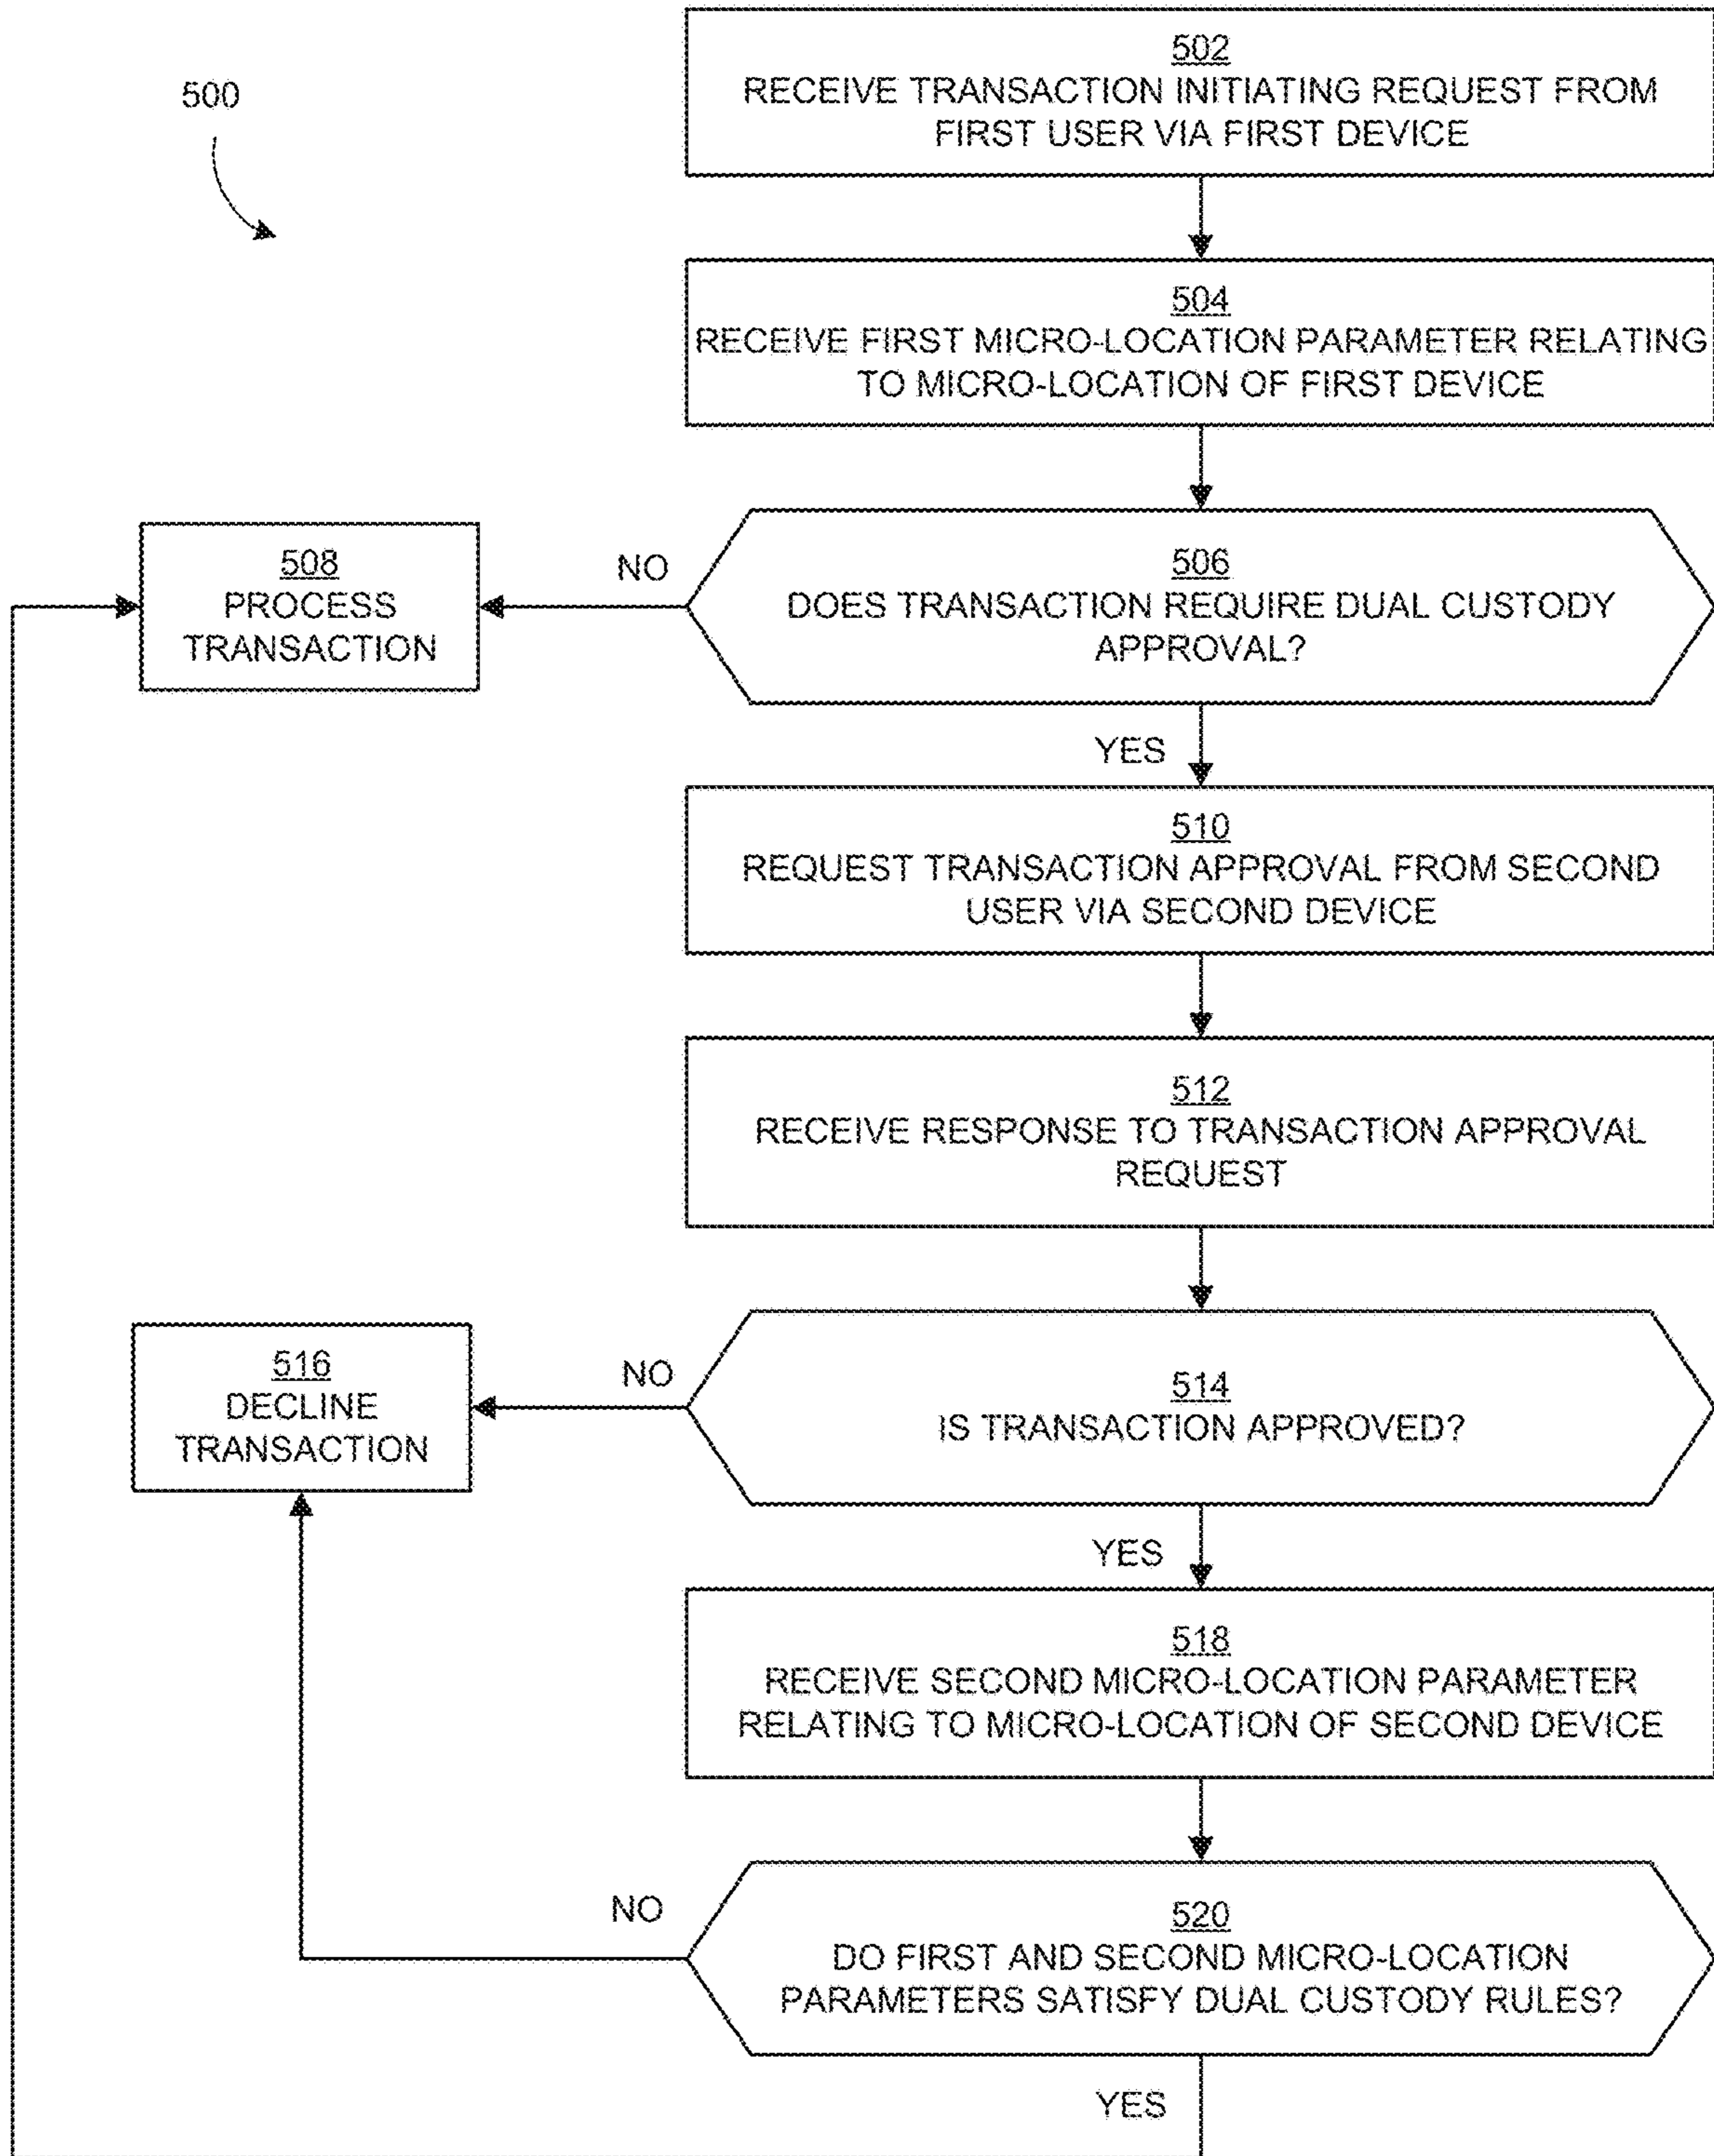 500
502
RECEIVE TRANSACTION INITIATING REQUEST FROM
FIRST USER VIA FIRST DEVICE
504
RECEIVE FIRST MICRO-LOCATION PARAMETER RELATING
TO MICRO-LOCATION OF FIRST DEVICE
508
PROCESS
TRANSACTION
NO
506
DOES TRANSACTION REQUIRE DUAL CUSTODY
APPROVAL?
YES
510
REQUEST TRANSACTION APPROVAL FROM SECOND
USER VIA SECOND DEVICE
512
RECEIVE RESPONSE TO TRANSACTION APPROVAL
REQUEST
516
DECLINE
TRANSACTION
NO
514
IS TRANSACTION APPROVED?
YES
518
RECEIVE SECOND MICRO-LOCATION PARAMETER
RELATING TO MICRO-LOCATION OF SECOND DEVICE
NO
520
DO FIRST AND SECOND MICRO-LOCATION
PARAMETERS SATISFY DUAL CUSTODY RULES?
YES